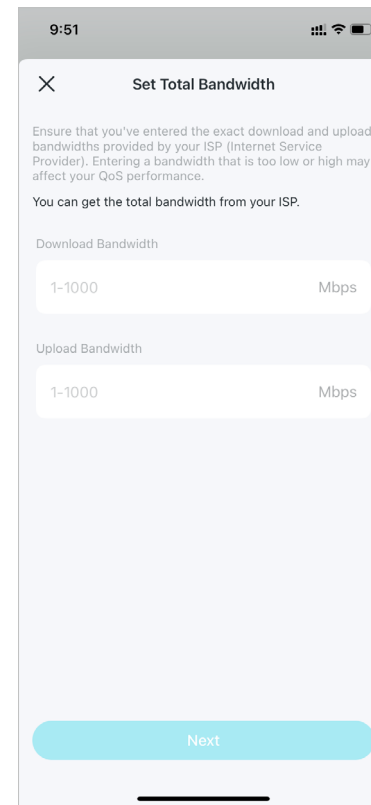 9:51
Set Total Bandwidth
Ensure that you've entered the exact download and upload
bandwidths provided by your ISP (Internet Service
Provider). Entering a bandwidth that is too low or high may
affect your QoS performance.
You can get the total bandwidth from your ISP.
Download Bandwidth
1-1000 Mbps
Upload Bandwidth
1-1000 Mbps
Next